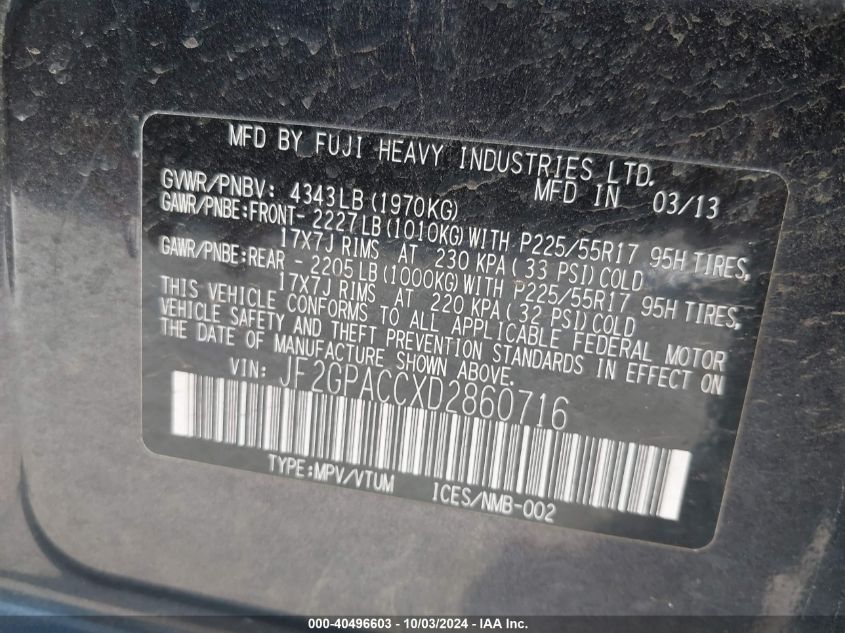 MFD BY FUJI HEAVY INDUSTRIES LTD.
MFD IN 03/13
GVWR/PNBV: 4343LB (1970KG)
GAWR/PNBE:FRONT- 2227LB (1010KG) WITH P225/55R17 95H TIRES,
17X7J RIMS AT 230 KPA ( 33 PSI) COLD
GAWR/PNBE:REAR - 2205LB (1000KG) WITH P225/55R17 95H TIRES,
17X7J RIMS AT 220 KPA ( 32 PSI) COLD
THIS VEHICLE CONFORMS TO ALL APPLICABLE FEDERAL MOTOR
VEHICLE SAFETY AND THEFT PREVENTION STANDARDS IN EFFECT ON
THE DATE OF MANUFACTURE SHOWN ABOVE.
VIN: JF2GPACCXD2860716
TYPE:MPV/VTUM ICES/NMB-002
000-40496603 - 10/03/2024 - IAA Inc.